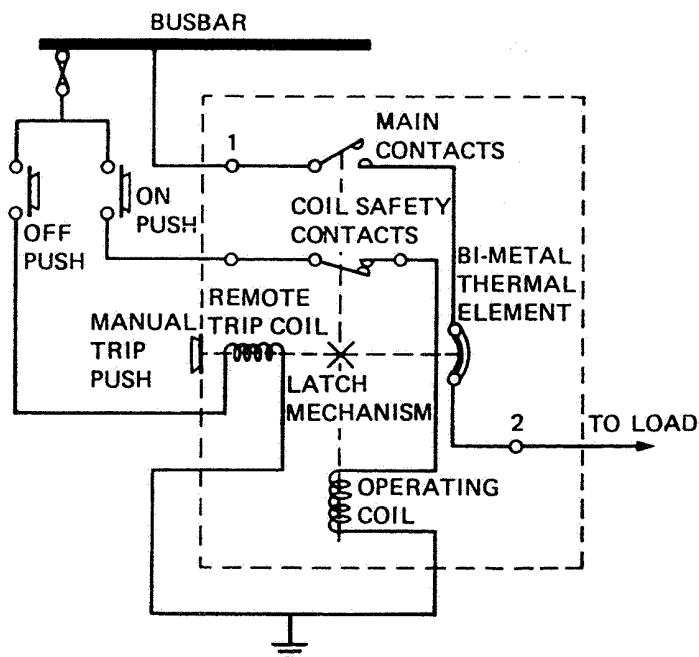 BUSBAR
1
MAIN
CONTACTS
ON
PUSH
OFF
PUSH
COIL SAFETY
CONTACTS
BI-METAL
THERMAL
ELEMENT
REMOTE
TRIP COIL
MANUAL
TRIP
PUSH
LATCH
MECHANISM
2
TO LOAD
OPERATING
COIL